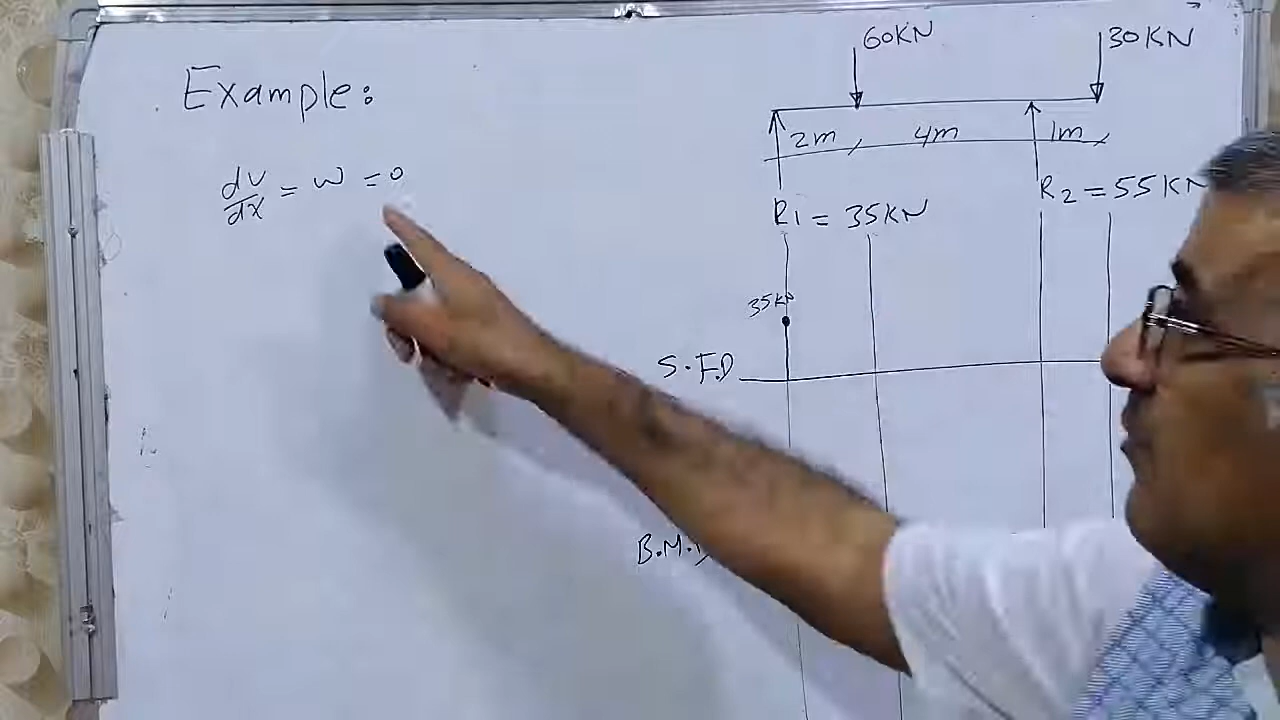 Example:
dv/dx = w = 0
60KN
30KN
2m
4m
1m
R1 = 35KN
R2 = 55KN
35KN
S.F.D
B.M.D